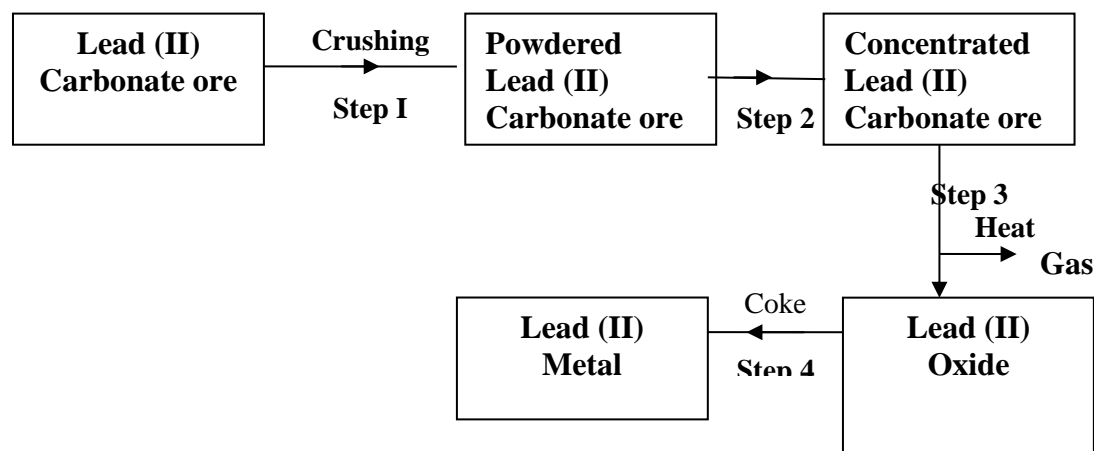 Lead (II)
Carbonate ore
Crushing
Step I
Powdered
Lead (II)
Carbonate ore
Step 2
Concentrated
Lead (II)
Carbonate ore
Step 3
Heat
Gas
Lead (II)
Oxide
Coke
Step 4
Lead (II)
Metal